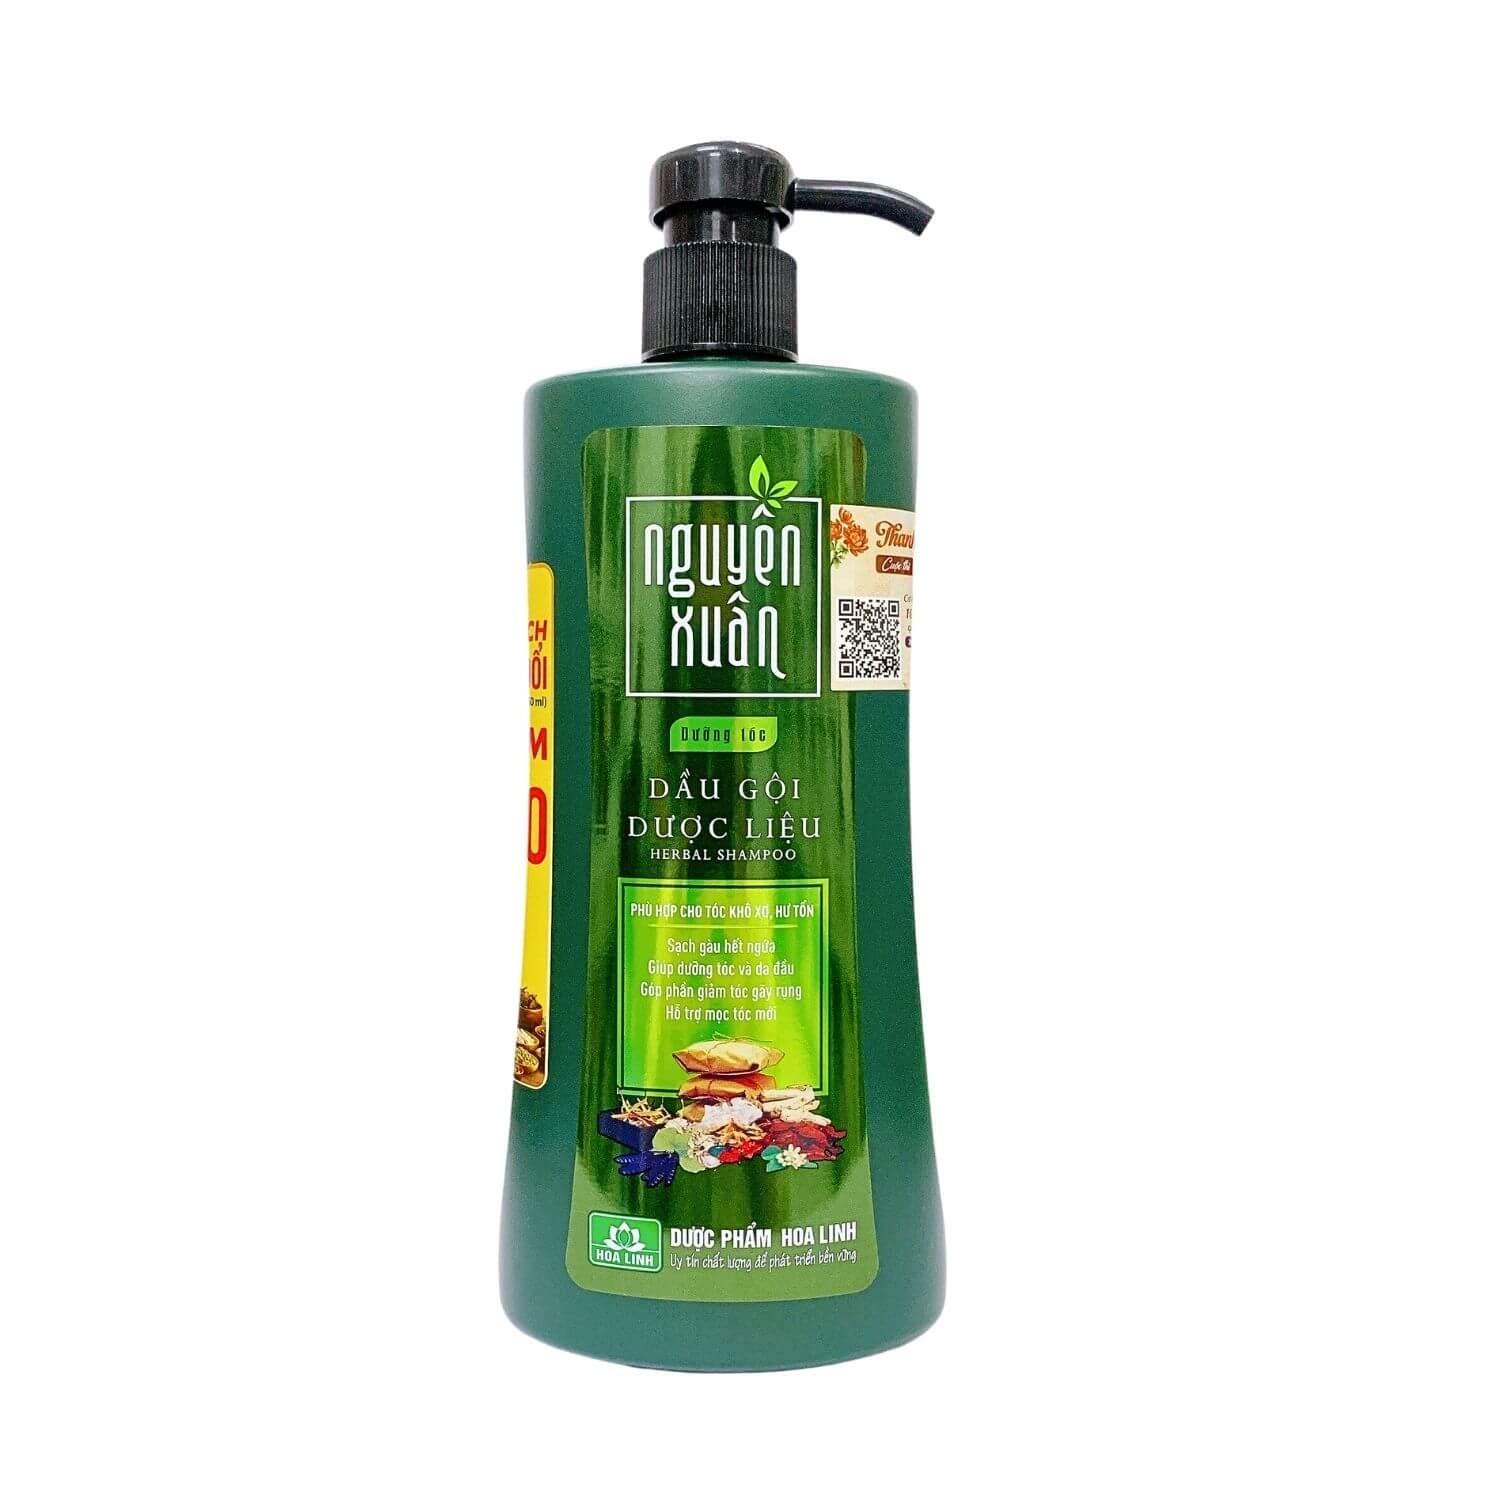 nguyên
xuân
Dưỡng tóc
DẦU GỘI
DƯỢC LIỆU
HERBAL SHAMPOO
PHÙ HỢP CHO TÓC KHÔ XƠ, HƯ TỔN
Sạch gàu hết ngứa
Giúp dưỡng tóc và da đầu
Góp phần giảm tóc gãy rụng
Hỗ trợ mọc tóc mới
HOA LINH
DƯỢC PHẨM HOA LINH
Uy tín chất lượng để phát triển bền vững
Cuộc thi